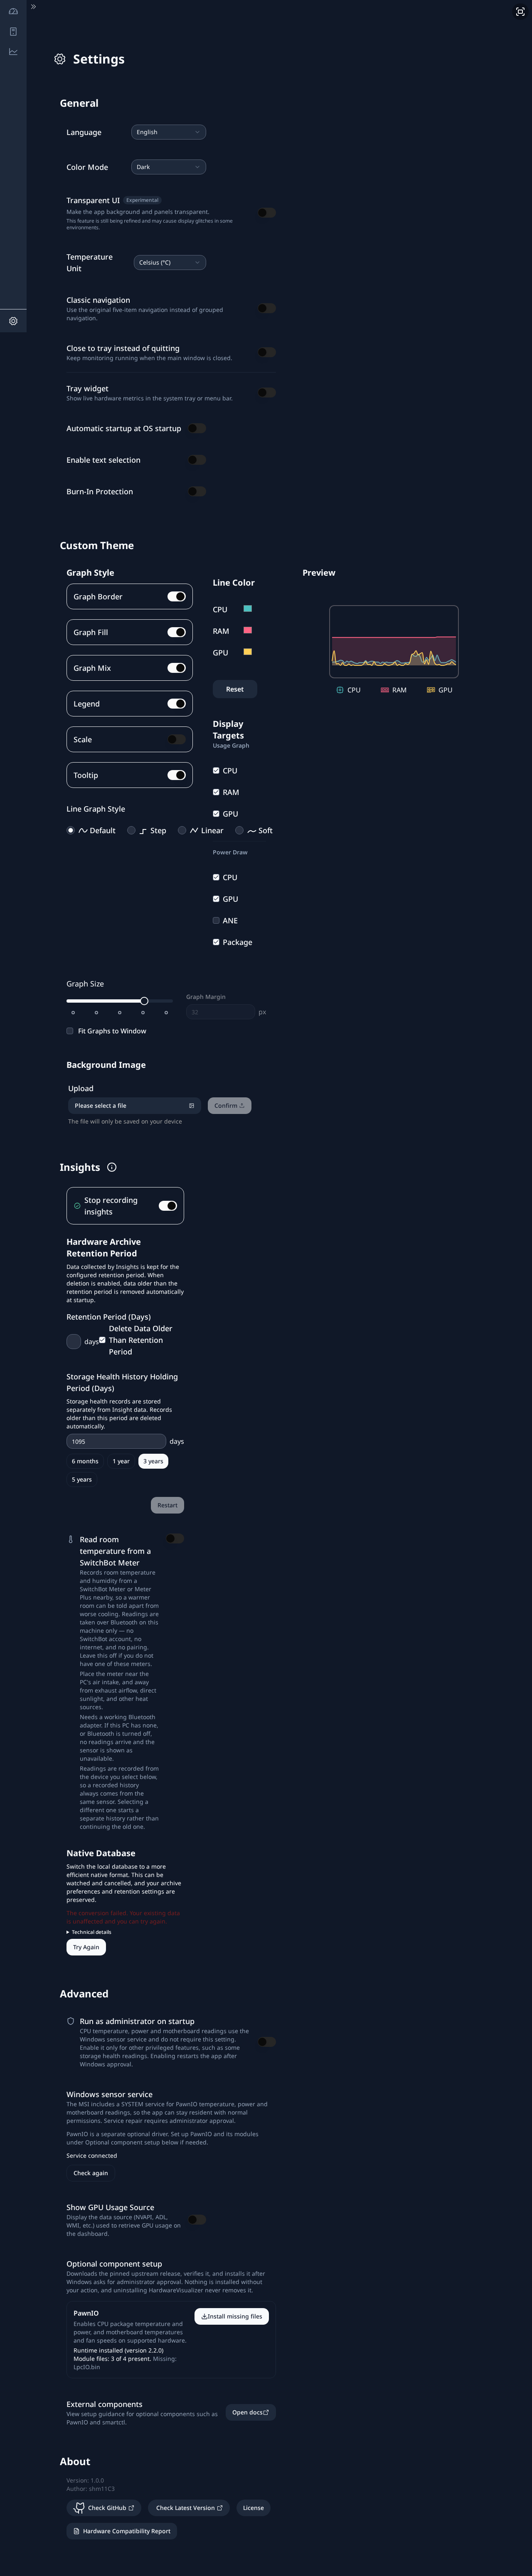 Settings
General
Language
English
Color Mode
Dark
Transparent UI Experimental
Make the app background and panels transparent.
This feature is still being refined and may cause display glitches in some
environments.
Temperature
Unit
Celsius (°C)
Classic navigation
Use the original five-item navigation instead of grouped
navigation.
Close to tray instead of quitting
Keep monitoring running when the main window is closed.
Tray widget
Show live hardware metrics in the system tray or menu bar.
Automatic startup at OS startup
Enable text selection
Burn-In Protection
Custom Theme
Graph Style
Graph Border
Graph Fill
Graph Mix
Legend
Scale
Tooltip
Line Graph Style
Default
Step
Linear
Soft
Line Color
CPU
RAM
GPU
Reset
Display
Targets
Usage Graph
CPU
RAM
GPU
Power Draw
CPU
GPU
ANE
Package
Preview
CPU
RAM
GPU
Graph Size
Graph Margin
32
px
Fit Graphs to Window
Background Image
Upload
Please select a file
Confirm
The file will only be saved on your device
Insights
Stop recording
insights
Hardware Archive
Retention Period
Data collected by Insights is kept for the
configured retention period. When
deletion is enabled, data older than the
retention period is removed automatically
at startup.
Retention Period (Days)
days
Delete Data Older
Than Retention
Period
Storage Health History Holding
Period (Days)
Storage health records are stored
separately from Insight data. Records
older than this period are deleted
automatically.
1095
days
6 months
1 year
3 years
5 years
Restart
Read room
temperature from a
SwitchBot Meter
Records room temperature
and humidity from a
SwitchBot Meter or Meter
Plus nearby, so a warmer
room can be told apart from
worse cooling. Readings are
taken over Bluetooth on this
machine only — no
SwitchBot account, no
internet, and no pairing.
Leave this off if you do not
have one of these meters.
Place the meter near the
PC's air intake, and away
from exhaust airflow, direct
sunlight, and other heat
sources.
Needs a working Bluetooth
adapter. If this PC has none,
or Bluetooth is turned off,
no readings arrive and the
sensor is shown as
unavailable.
Readings are recorded from
the device you select below,
so a recorded history
always comes from the
same sensor. Selecting a
different one starts a
separate history rather than
continuing the old one.
Native Database
Switch the local database to a more
efficient native format. This can be
watched and cancelled, and your archive
preferences and retention settings are
preserved.
The conversion failed. Your existing data
is unaffected and you can try again.
Technical details
Try Again
Advanced
Run as administrator on startup
CPU temperature, power and motherboard readings use the
Windows sensor service and do not require this setting.
Enable it only for other privileged features, such as some
storage health readings. Enabling restarts the app after
Windows approval.
Windows sensor service
The MSI includes a SYSTEM service for PawnIO temperature, power and
motherboard readings, so the app can stay resident with normal
permissions. Service repair requires administrator approval.
PawnIO is a separate optional driver. Set up PawnIO and its modules
under Optional component setup below if needed.
Service connected
Check again
Show GPU Usage Source
Display the data source (NVAPI, ADL,
WMI, etc.) used to retrieve GPU usage on
the dashboard.
Optional component setup
Downloads the pinned upstream release, verifies it, and installs it after
Windows asks for administrator approval. Nothing is installed without
your action, and uninstalling HardwareVisualizer never removes it.
PawnIO
Enables CPU package temperature and
power, and motherboard temperatures
and fan speeds on supported hardware.
Runtime installed (version 2.2.0)
Module files: 3 of 4 present. Missing:
LpcIO.bin
Install missing files
External components
View setup guidance for optional components such as
PawnIO and smartctl.
Open docs
About
Version: 1.0.0
Author: shm11C3
Check GitHub
Check Latest Version
License
Hardware Compatibility Report